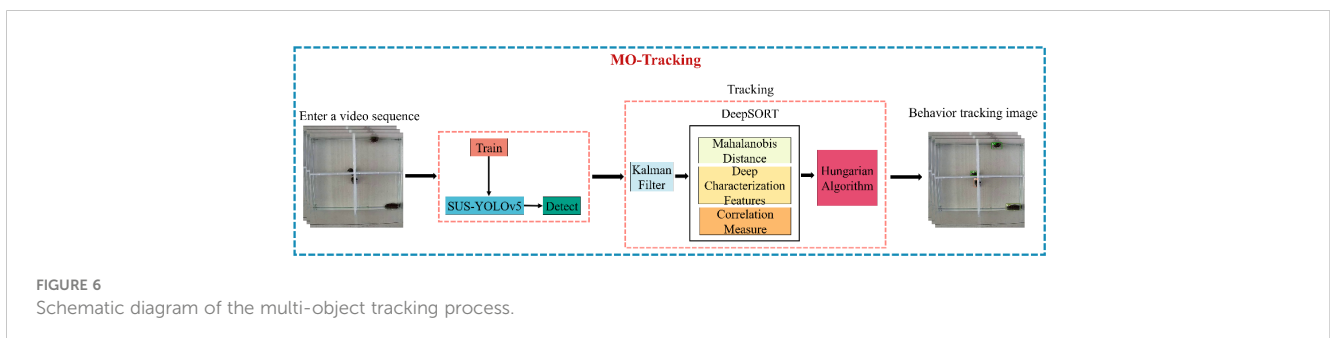 MO-Tracking
Tracking
Enter a video sequence
DeepSORT
Behavior tracking image
Train
SUS-YOLOv5
Detect
Kalman
Filter
Mahalanobis
Distance
Deep
Characterization
Features
Correlation
Measure
Hungarian
Algorithm
FIGURE 6
Schematic diagram of the multi-object tracking process.